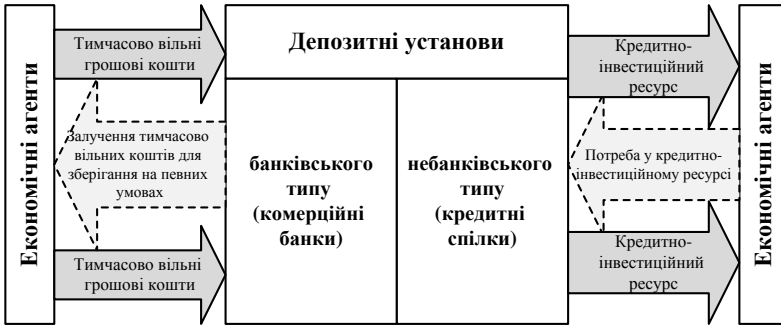 Економічні агенти
Тимчасово вільні
грошові кошти
Залучення тимчасово
вільних коштів для
зберігання на певних
умовах
Тимчасово вільні
грошові кошти
Депозитні установи
банківського
типу
(комерційні
банки)
небанківського
типу
(кредитні
спілки)
Кредитно-
інвестиційний
ресурс
Потреба у кредитно-
інвестиційному ресурсі
Кредитно-
інвестиційний
ресурс
Економічні агенти